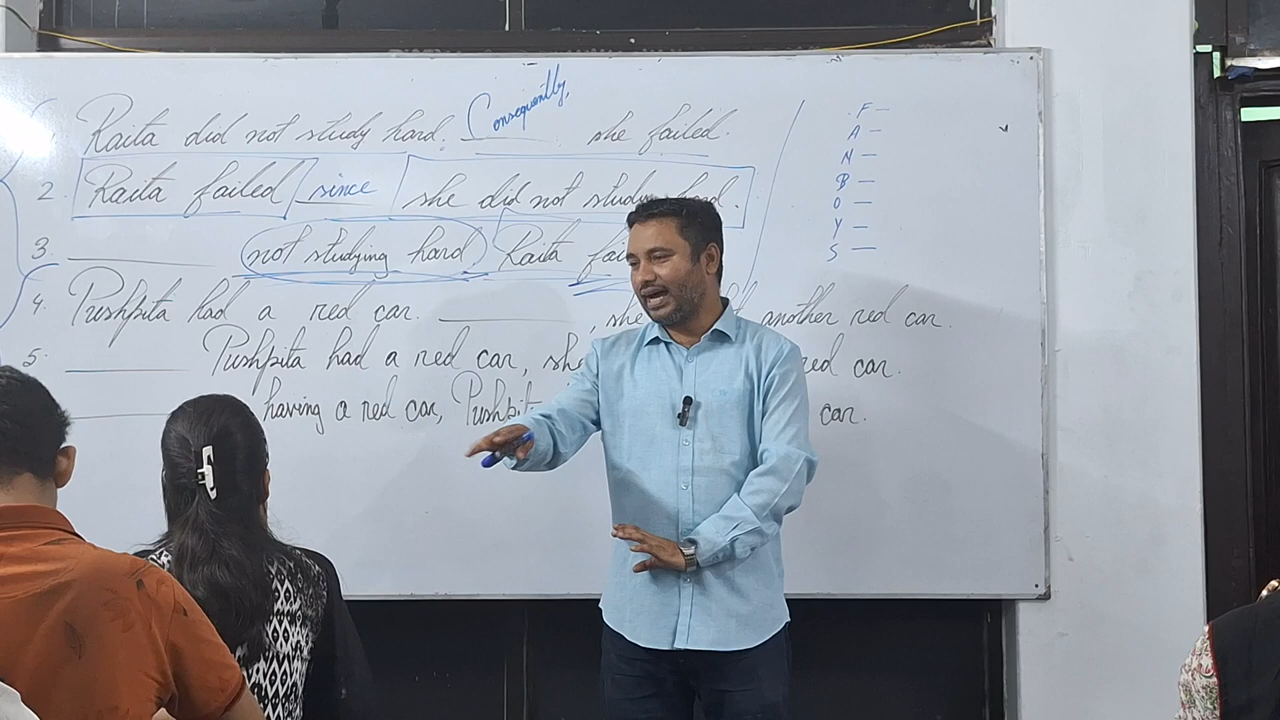 Raita did not study hard. Consequently, she failed.
2. Raita failed since she did not study hard.
3. not studying hard Raita
4. Pushpita had a red car. , she another red car.
5. Pushpita had a red car, she red car.
having a red car, car.
F —
A —
N —
B —
O —
Y —
S —